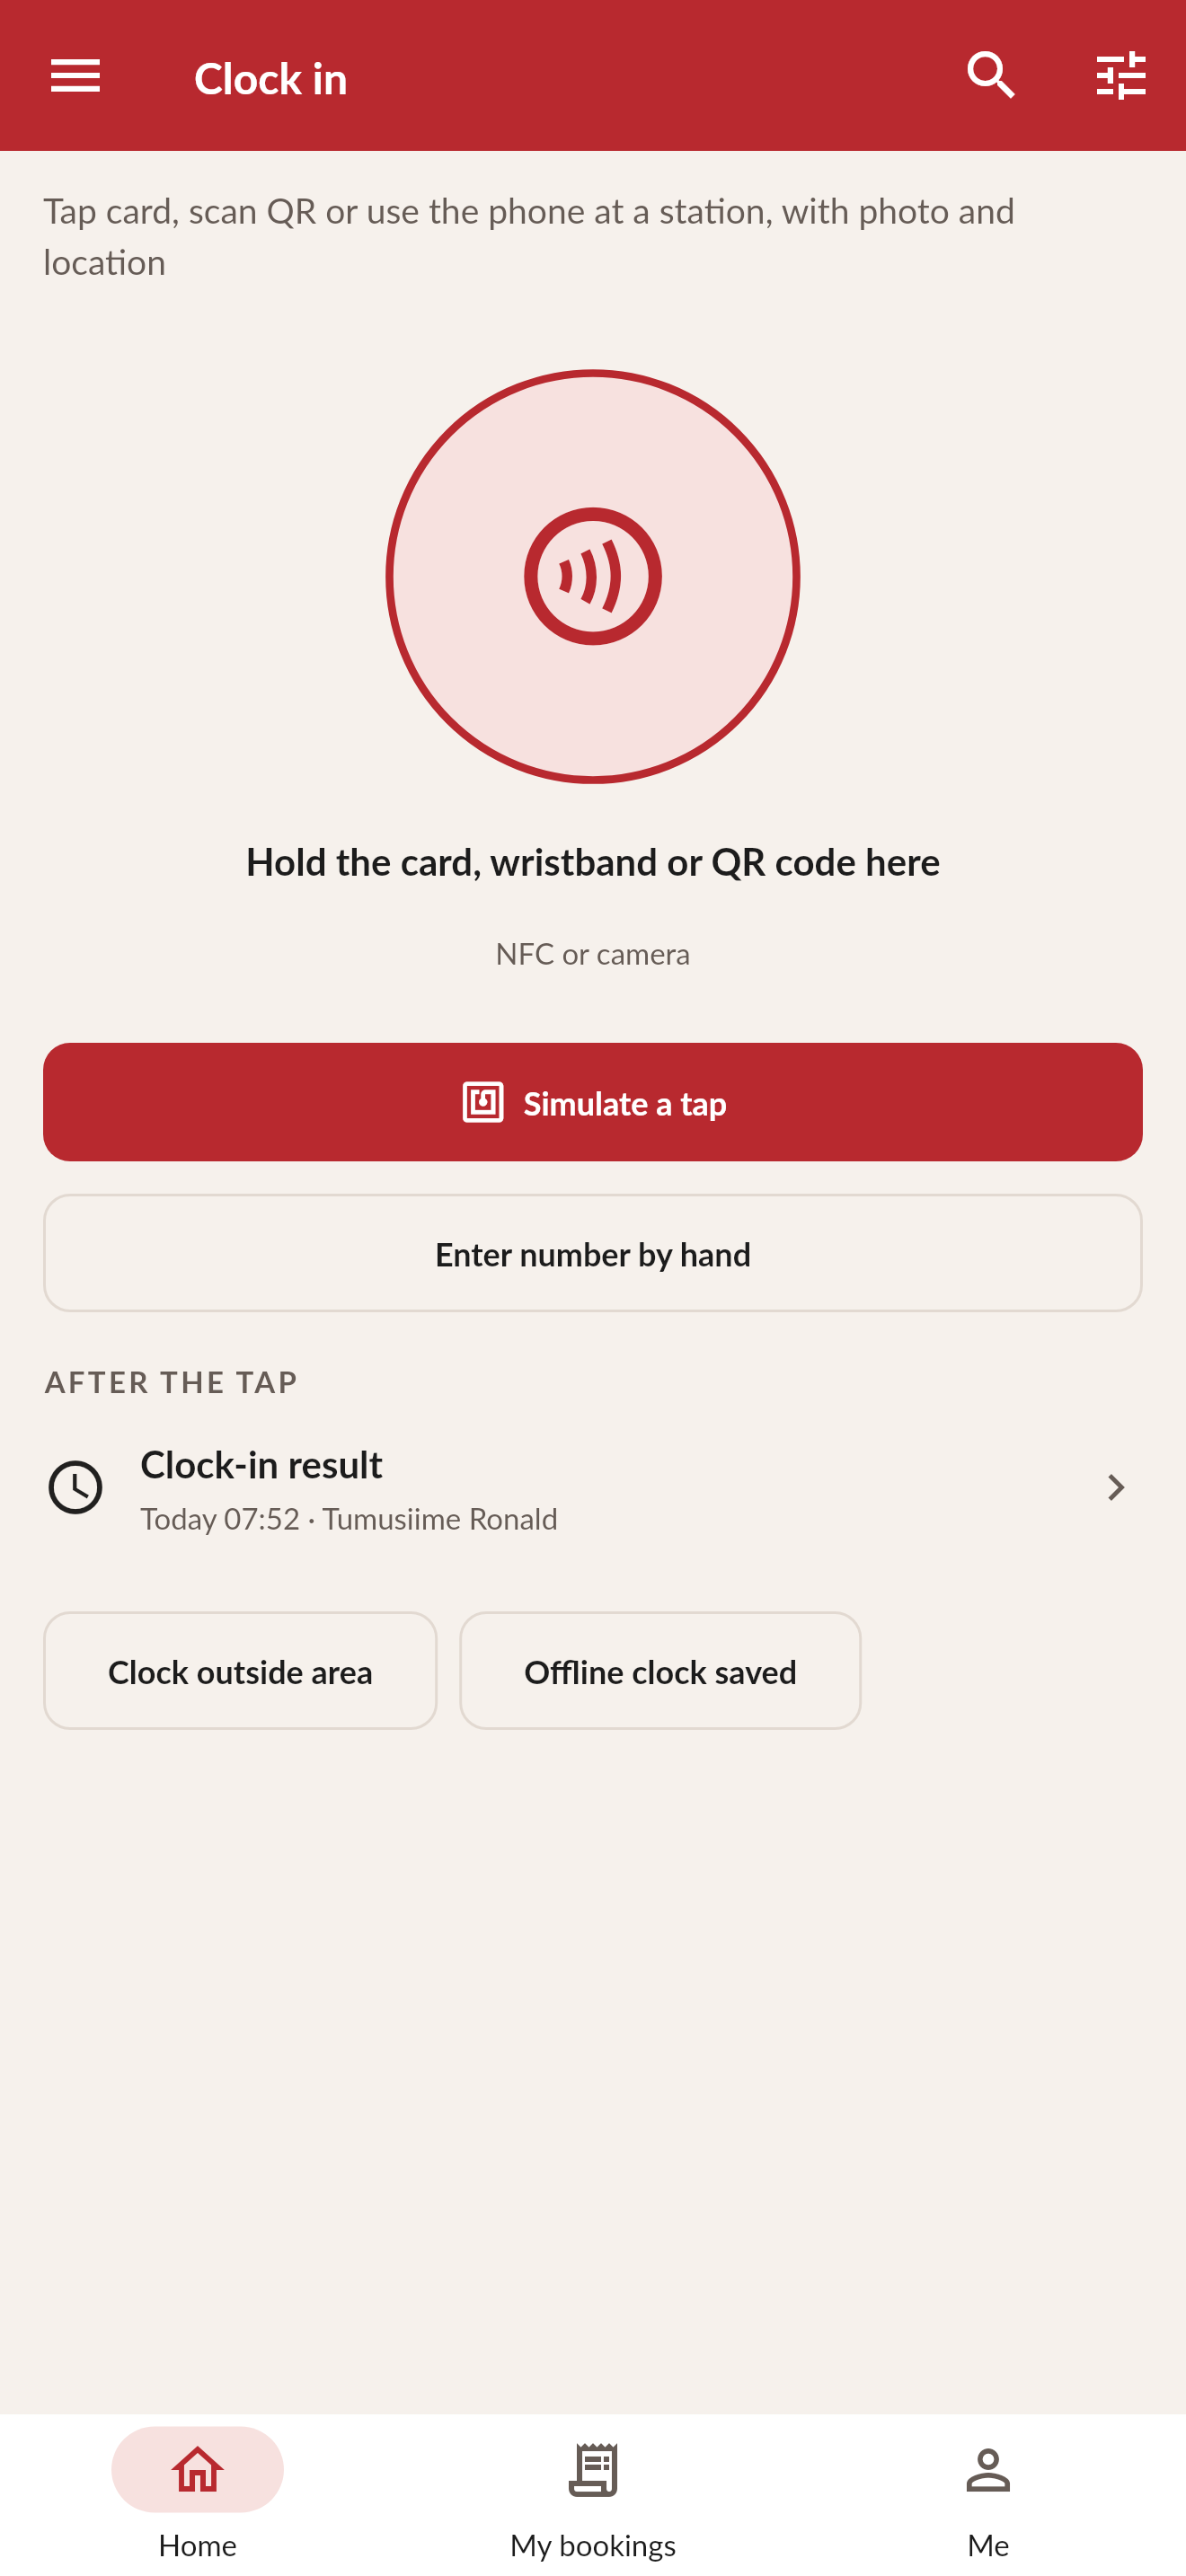 Clock in
Tap card, scan QR or use the phone at a station, with photo and
location
Hold the card, wristband or QR code here
NFC or camera
Simulate a tap
Enter number by hand
AFTER THE TAP
Clock-in result
Today 07:52 · Tumusiime Ronald
Clock outside area
Offline clock saved
Home
My bookings
Me